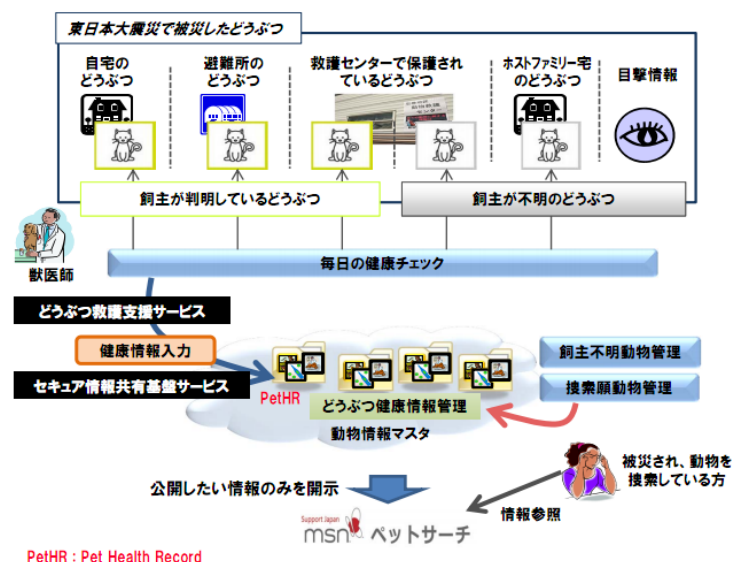 東日本大震災で被災したどうぶつ
自宅の
どうぶつ
避難所の
どうぶつ
救護センターで保護され
ているどうぶつ
ホストファミリー宅
のどうぶつ
目撃情報
飼主が判明しているどうぶつ
飼主が不明のどうぶつ
獣医師
毎日の健康チェック
どうぶつ救護支援サービス
健康情報入力
セキュア情報共有基盤サービス
PetHR
どうぶつ健康情報管理
動物情報マスタ
飼主不明動物管理
捜索願動物管理
公開したい情報のみを開示
被災され、動物を
捜索している方
情報参照
Support Japan
msn ペットサーチ
PetHR : Pet Health Record